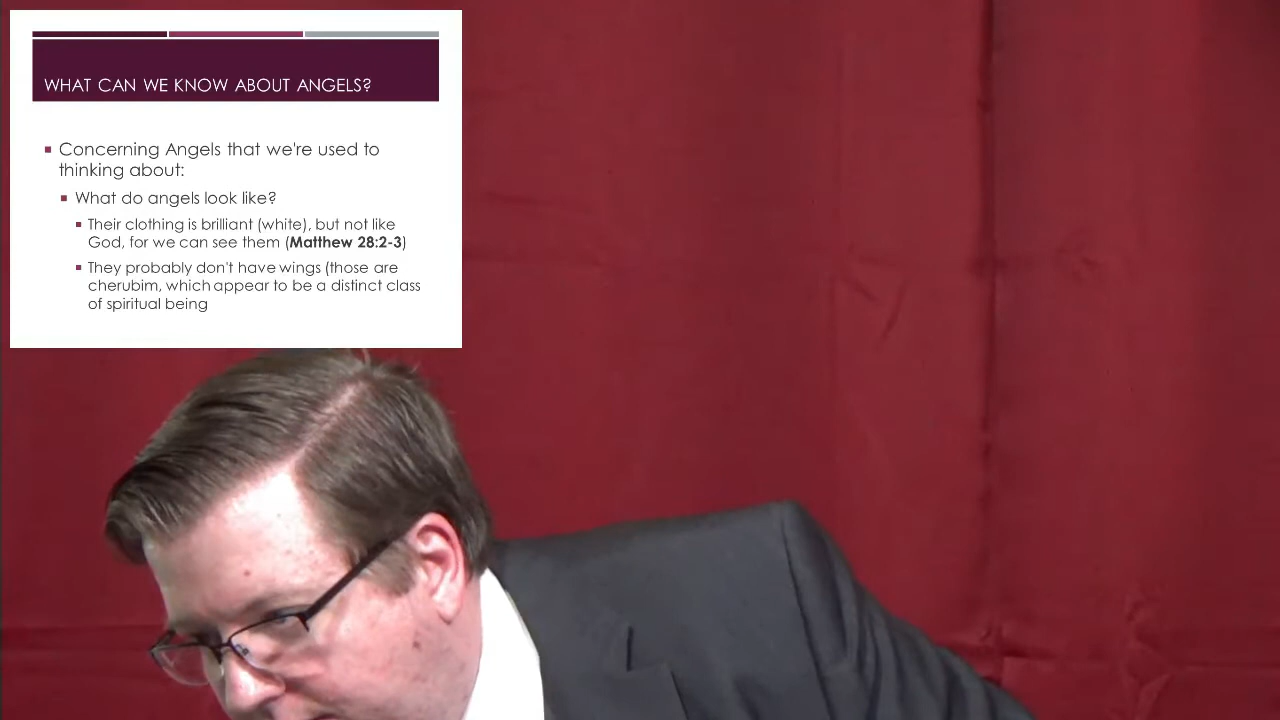 WHAT CAN WE KNOW ABOUT ANGELS?
Concerning Angels that we're used to
thinking about:
What do angels look like?
Their clothing is brilliant (white), but not like
God, for we can see them (Matthew 28:2-3)
They probably don't have wings (those are
cherubim, which appear to be a distinct class
of spiritual being